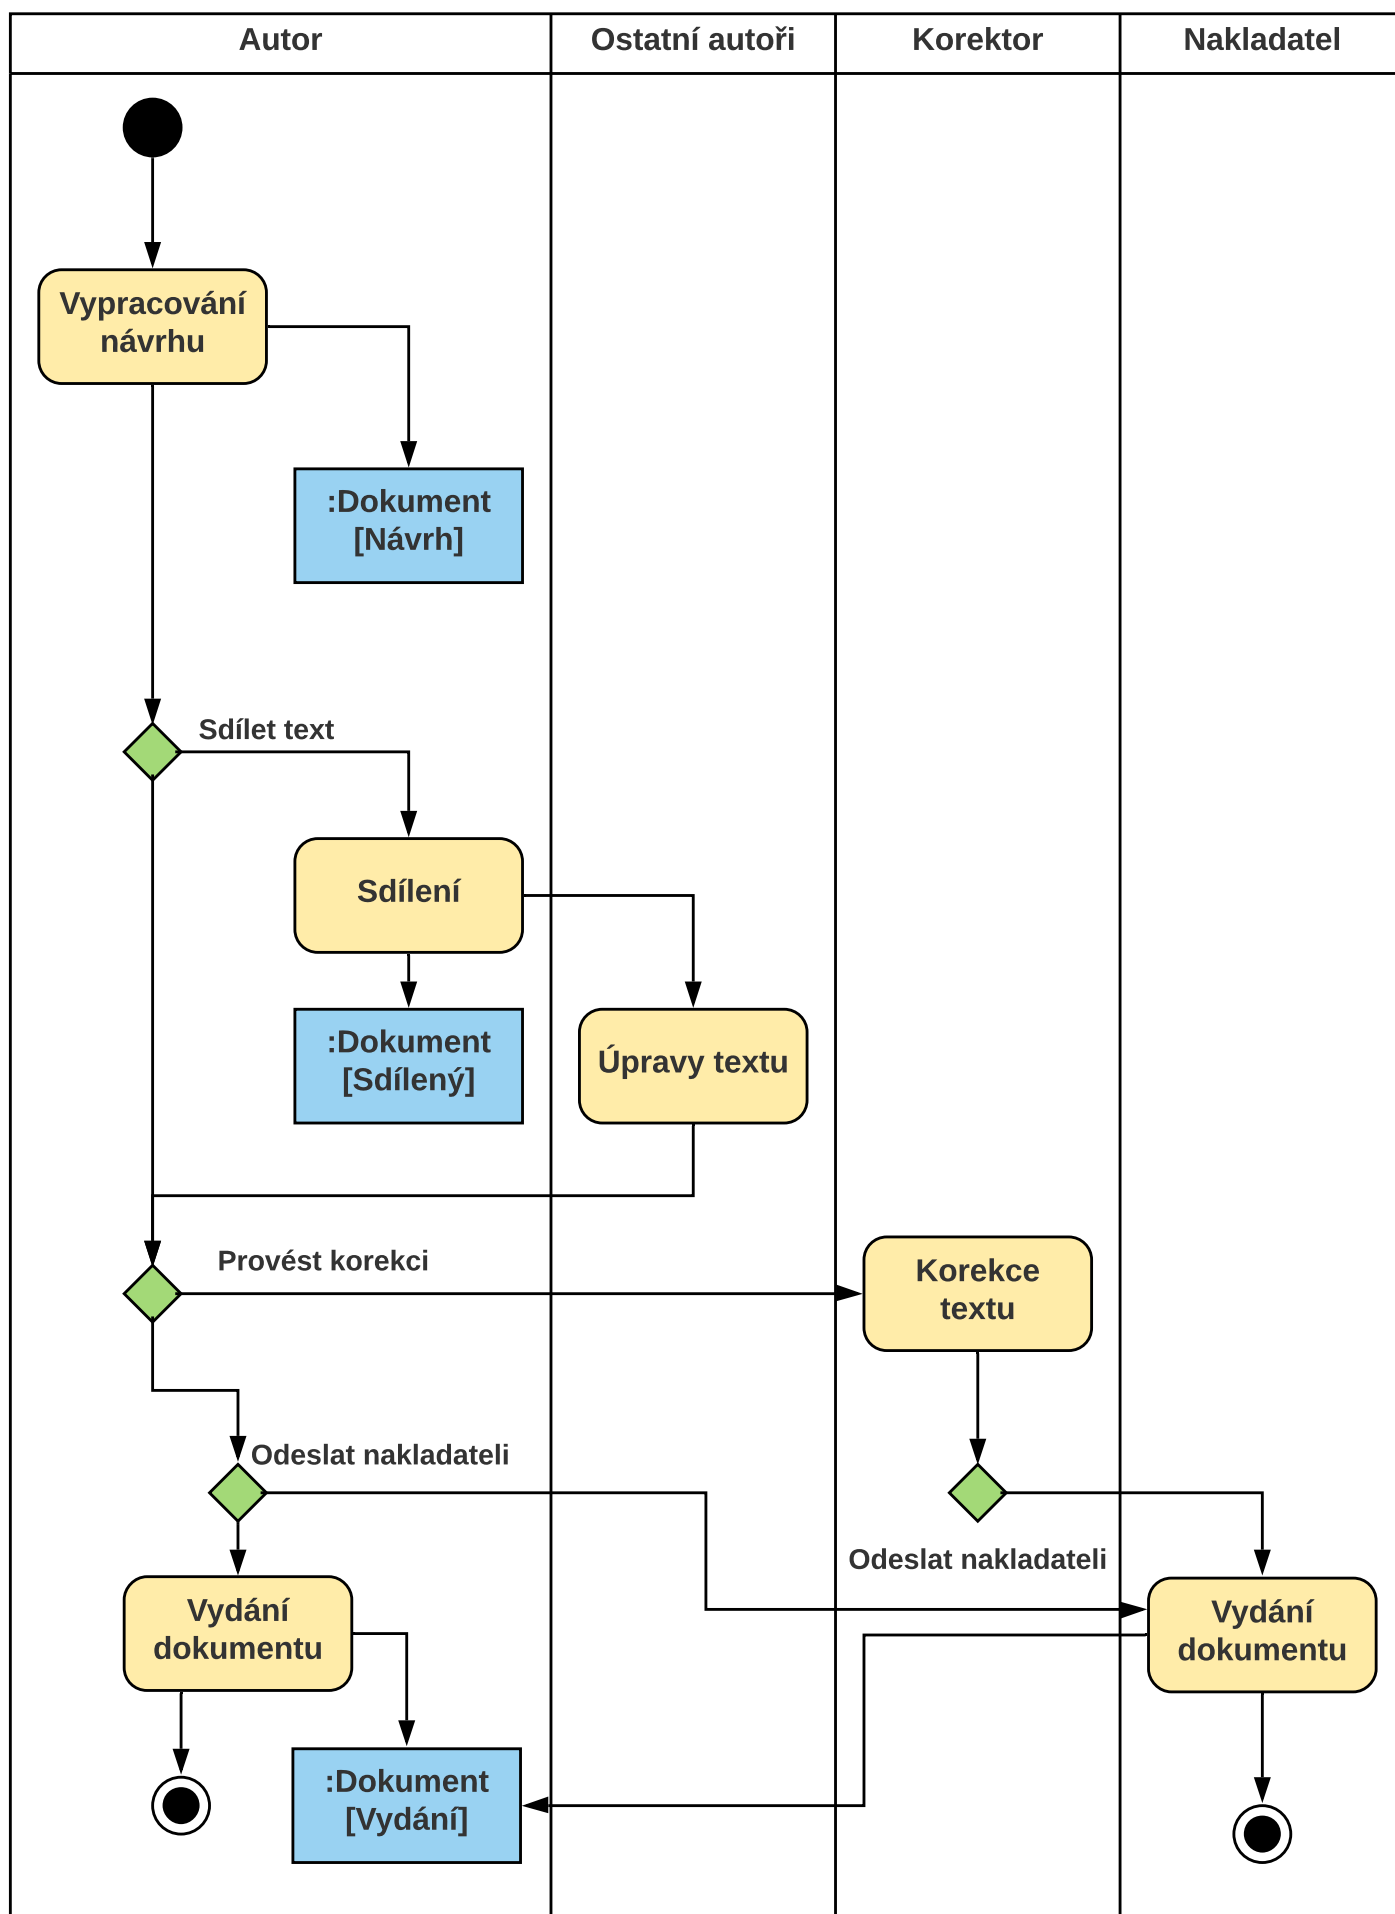 Autor
Ostatní autoři
Korektor
Nakladatel
Vypracování
návrhu
:Dokument
[Návrh]
Sdílet text
Sdílení
:Dokument
[Sdílený]
Úpravy textu
Provést korekci
Korekce
textu
Odeslat nakladateli
Odeslat nakladateli
Vydání
dokumentu
Vydání
dokumentu
:Dokument
[Vydání]